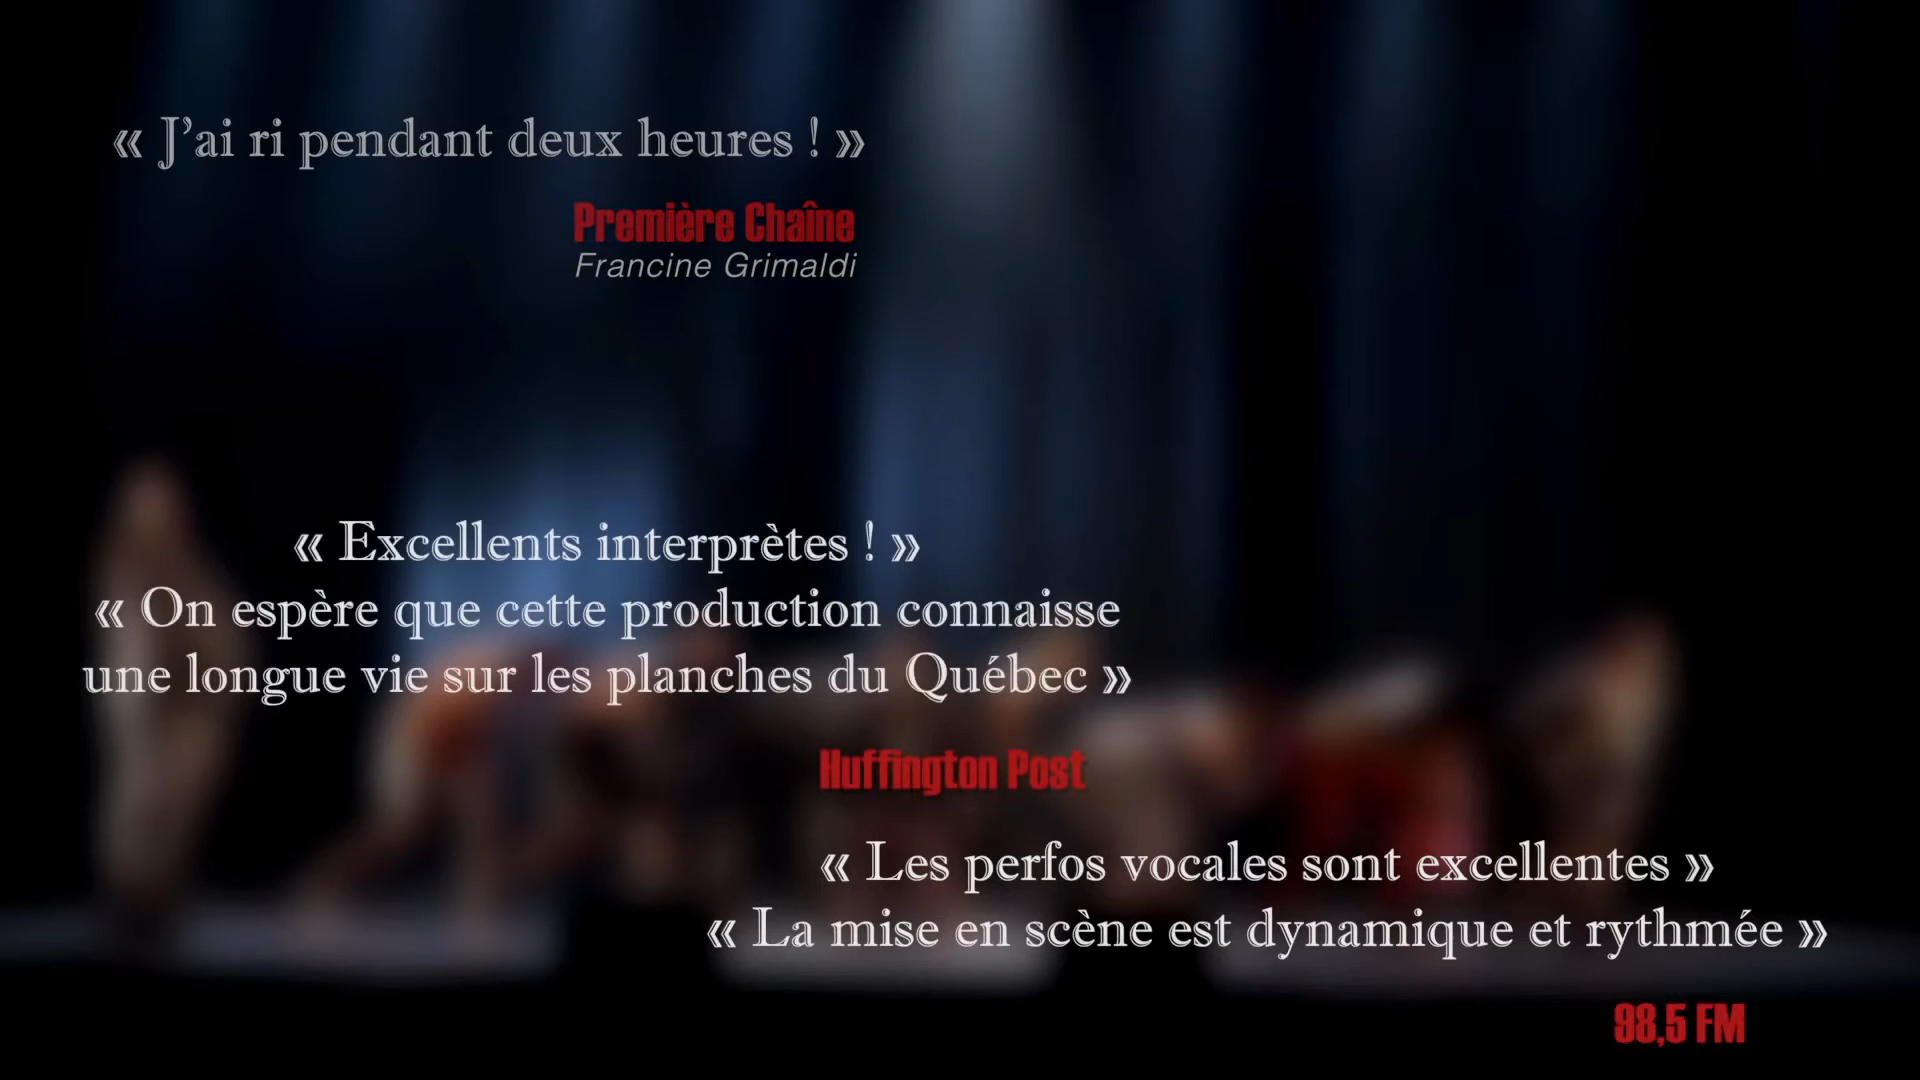 « J’ai ri pendant deux heures ! »
Première Chaîne
Francine Grimaldi
« Excellents interprètes ! »
« On espère que cette production connaisse
une longue vie sur les planches du Québec »
Huffington Post
« Les perfos vocales sont excellentes »
« La mise en scène est dynamique et rythmée »
98,5 FM